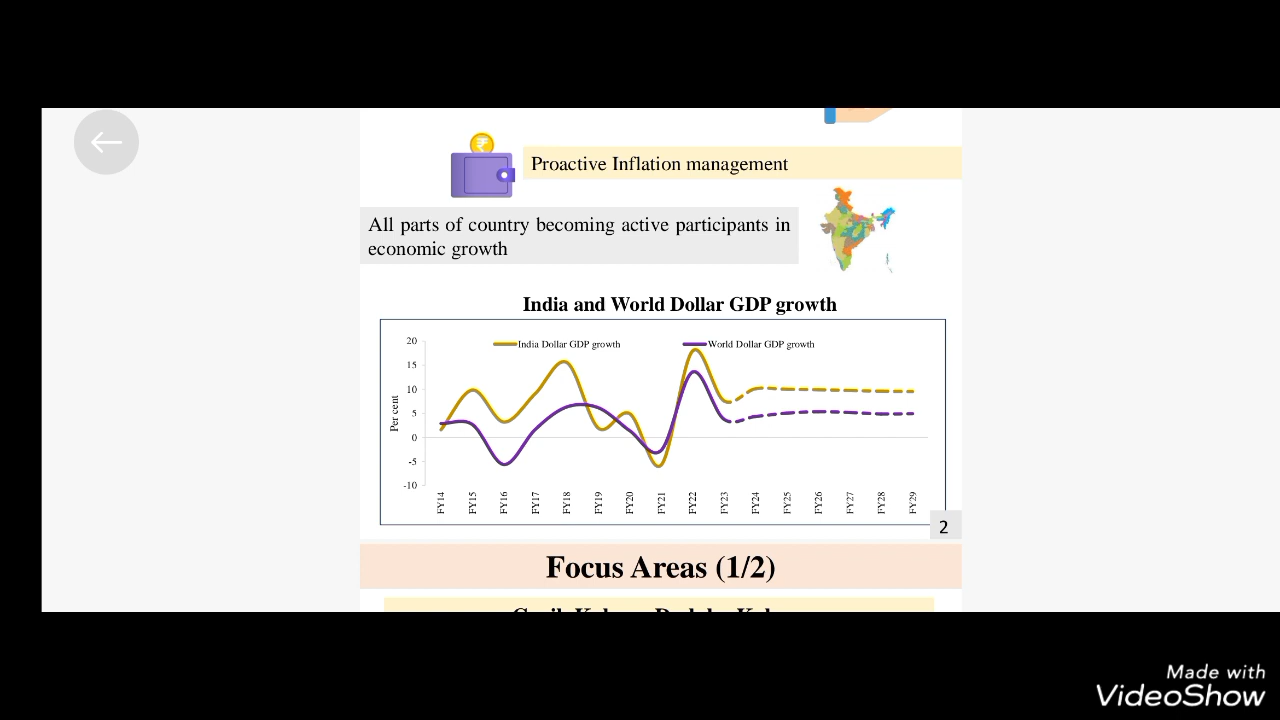 ₹
Proactive Inflation management
All parts of country becoming active participants in
economic growth
India and World Dollar GDP growth
India Dollar GDP growth
World Dollar GDP growth
Per cent
20
15
10
5
0
-5
-10
FY14
FY15
FY16
FY17
FY18
FY19
FY20
FY21
FY22
FY23
FY24
FY25
FY26
FY27
FY28
FY29
2
Focus Areas (1/2)
Made with
VideoShow